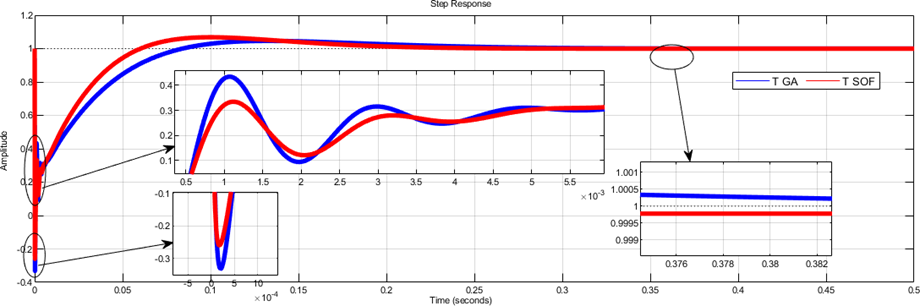 Step Response
1.2
1
0.8
0.6
0.4
0.2
0
-0.2
-0.4
Amplitudo
0 0.05 0.1 0.15 0.2 0.25 0.3 0.35 0.4 0.45 0.5
Time (seconds)
T GA T SOF
0.4
0.3
0.2
0.1
0.5 1 1.5 2 2.5 3 3.5 4 4.5 5 5.5
×10⁻³
-0.1
-0.2
-0.3
-5 0 5 10
×10⁻⁴
1.001
1.0005
1
0.9995
0.999
0.376 0.378 0.38 0.382